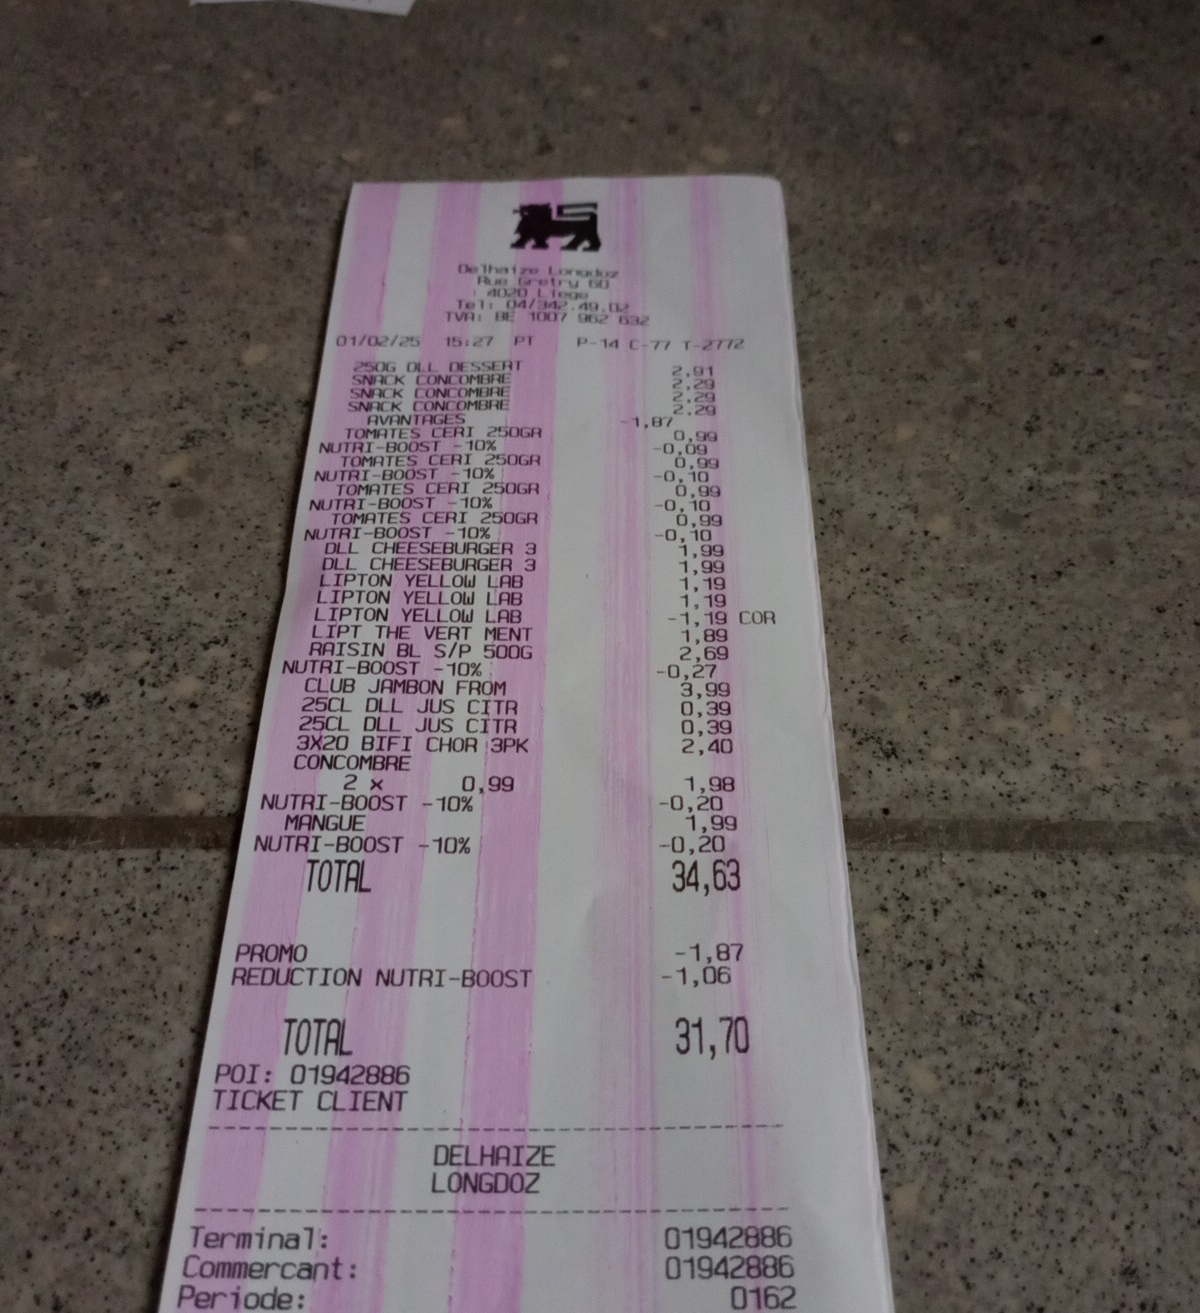 Delhaize Longdoz
Rue Gretry 60
4020 Liege
Tel: 04/342.49.02
TVA: BE 1007 962 632
01/02/25 15:27 PT P-14 C-77 T-2772
250G DLL DESSERT 2,91
SNACK CONCOMBRE 2,29
SNACK CONCOMBRE 2,29
SNACK CONCOMBRE 2,29
AVANTAGES -1,87
TOMATES CERI 250GR 0,99
NUTRI-BOOST -10% -0,09
TOMATES CERI 250GR 0,99
NUTRI-BOOST -10% -0,10
TOMATES CERI 250GR 0,99
NUTRI-BOOST -10% -0,10
TOMATES CERI 250GR 0,99
NUTRI-BOOST -10% -0,10
DLL CHEESEBURGER 3 1,99
DLL CHEESEBURGER 3 1,99
LIPTON YELLOW LAB 1,19
LIPTON YELLOW LAB 1,19
LIPTON YELLOW LAB -1,19 COR
LIPT THE VERT MENT 1,89
RAISIN BL S/P 500G 2,69
NUTRI-BOOST -10% -0,27
CLUB JAMBON FROM 3,99
25CL DLL JUS CITR 0,39
25CL DLL JUS CITR 0,39
3X20 BIFI CHOR 3PK 2,40
CONCOMBRE
2 x 0,99 1,98
NUTRI-BOOST -10% -0,20
MANGUE 1,99
NUTRI-BOOST -10% -0,20
TOTAL 34,63
PROMO -1,87
REDUCTION NUTRI-BOOST -1,06
TOTAL 31,70
POI: 01942886
TICKET CLIENT
DELHAIZE
LONGDOZ
Terminal: 01942886
Commercant: 01942886
Periode: 0162